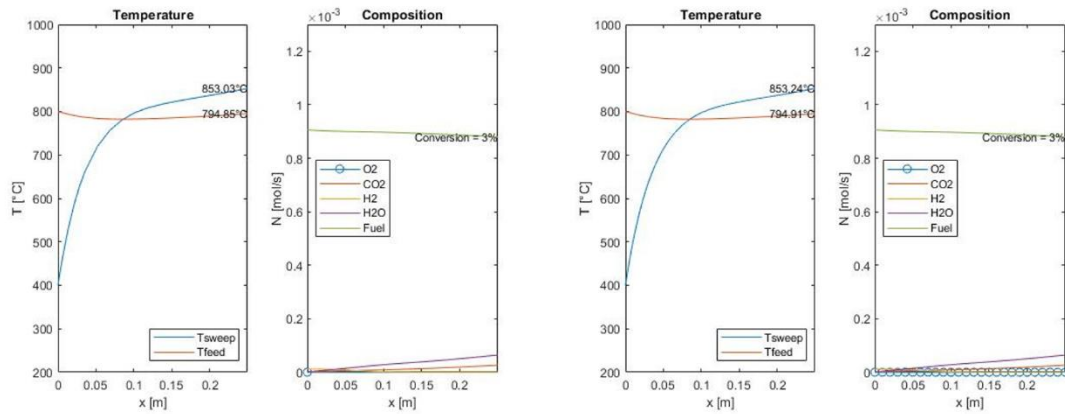 Temperature
1000
900
800
700
600
500
400
300
200
T [°C]
853.03°C
794.85°C
Tsweep
Tfeed
0
0.05
0.1
0.15
0.2
x [m]
×10⁻³
Composition
1.2
1
0.8
0.6
0.4
0.2
0
N [mol/s]
Conversion = 3%
O2
CO2
H2
H2O
Fuel
0
0.05
0.1
0.15
0.2
x [m]
Temperature
1000
900
800
700
600
500
400
300
200
T [°C]
853.24°C
794.91°C
Tsweep
Tfeed
0
0.05
0.1
0.15
0.2
x [m]
×10⁻³
Composition
1.2
1
0.8
0.6
0.4
0.2
0
N [mol/s]
Conversion = 3%
O2
CO2
H2
H2O
Fuel
0
0.05
0.1
0.15
0.2
x [m]